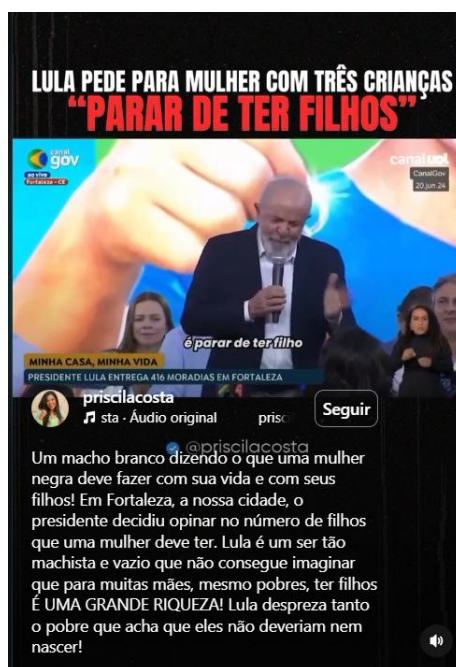 LULA PEDE PARA MULHER COM TRÊS CRIANÇAS
“PARAR DE TER FILHOS”
canal
gov
ao vivo
Fortaleza - CE
canal uol
CanalGov
20.jun.24
é parar de ter filho
MINHA CASA, MINHA VIDA
PRESIDENTE LULA ENTREGA 416 MORADIAS EM FORTALEZA
priscilacosta
sta · Áudio original prisc
Seguir
@priscilacosta
Um macho branco dizendo o que uma mulher
negra deve fazer com sua vida e com seus
filhos! Em Fortaleza, a nossa cidade, o
presidente decidiu opinar no número de filhos
que uma mulher deve ter. Lula é um ser tão
machista e vazio que não consegue imaginar
que para muitas mães, mesmo pobres, ter filhos
É UMA GRANDE RIQUEZA! Lula despreza tanto
o pobre que acha que eles não deveriam nem
nascer!